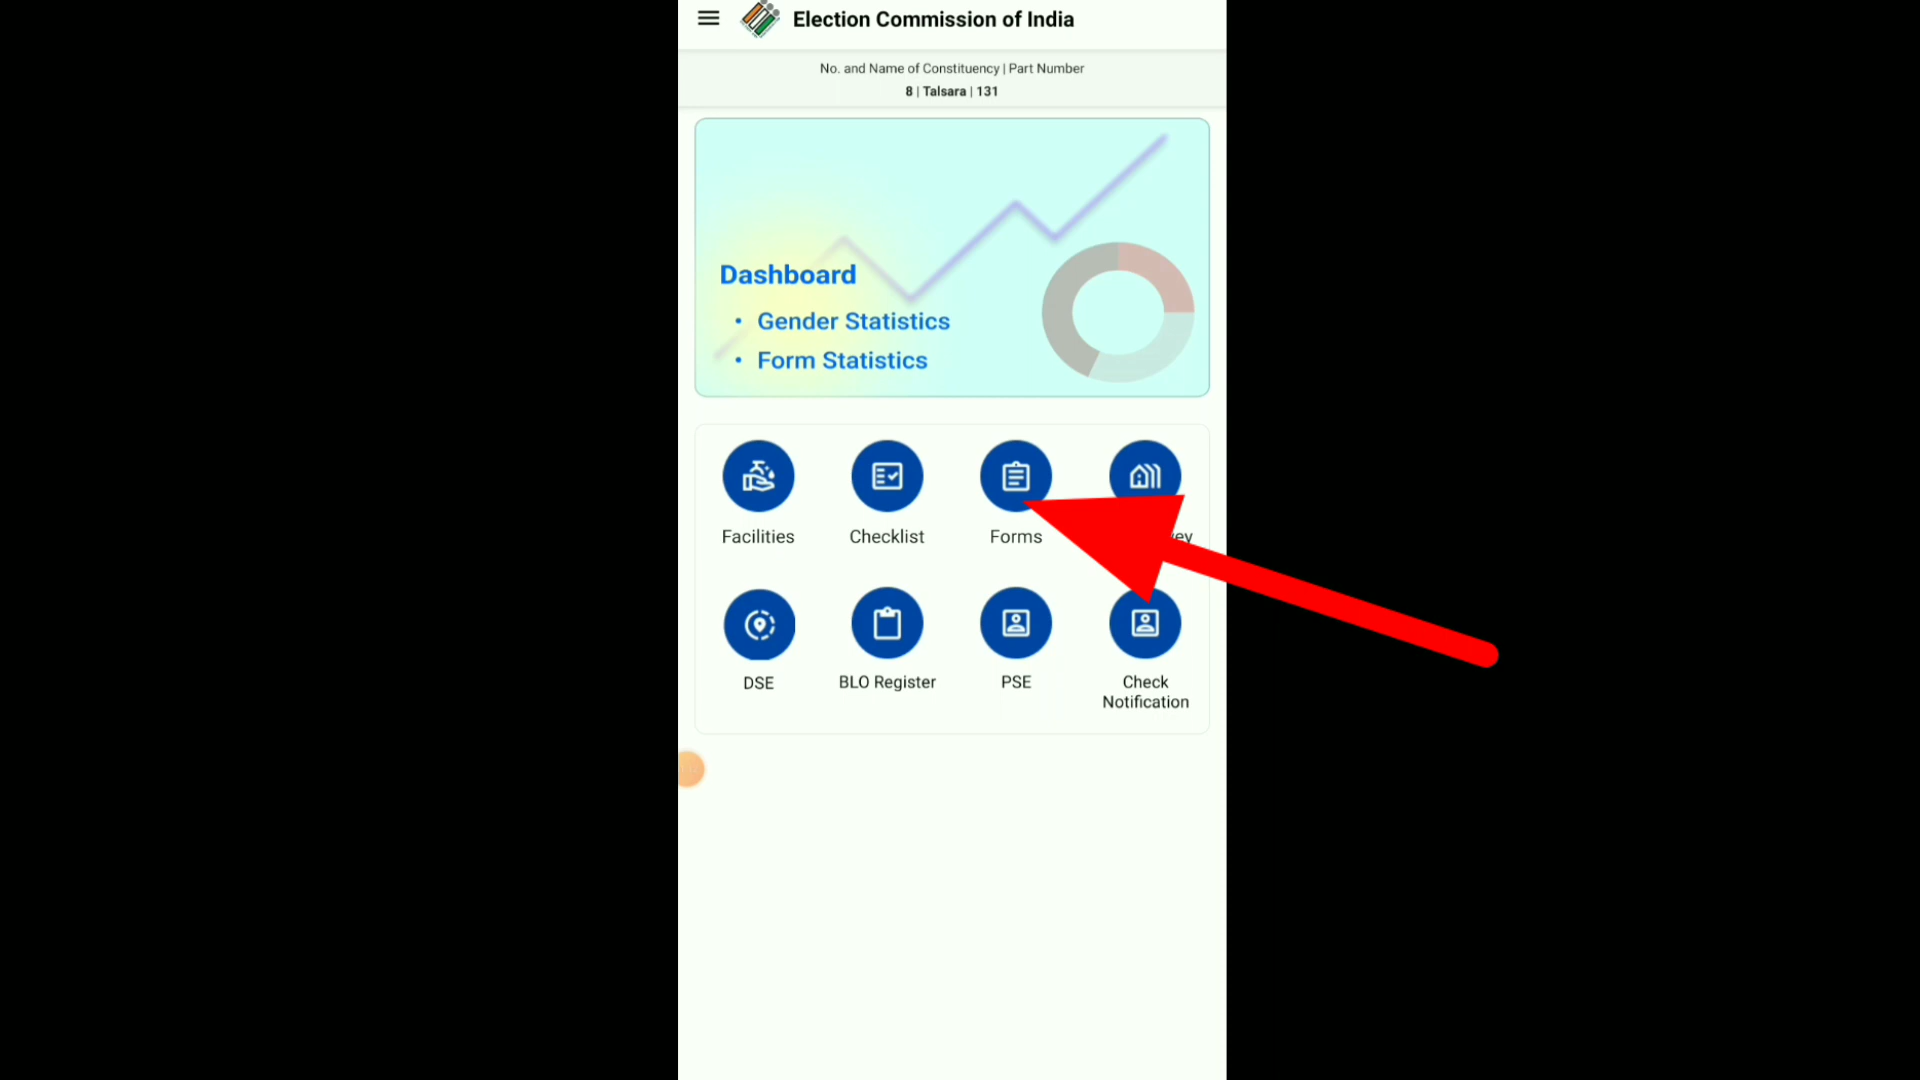 Election Commission of India
No. and Name of Constituency | Part Number
8 | Talsara | 131
Dashboard
• Gender Statistics
• Form Statistics
Facilities
Checklist
Forms
DSE
BLO Register
PSE
Check
Notification